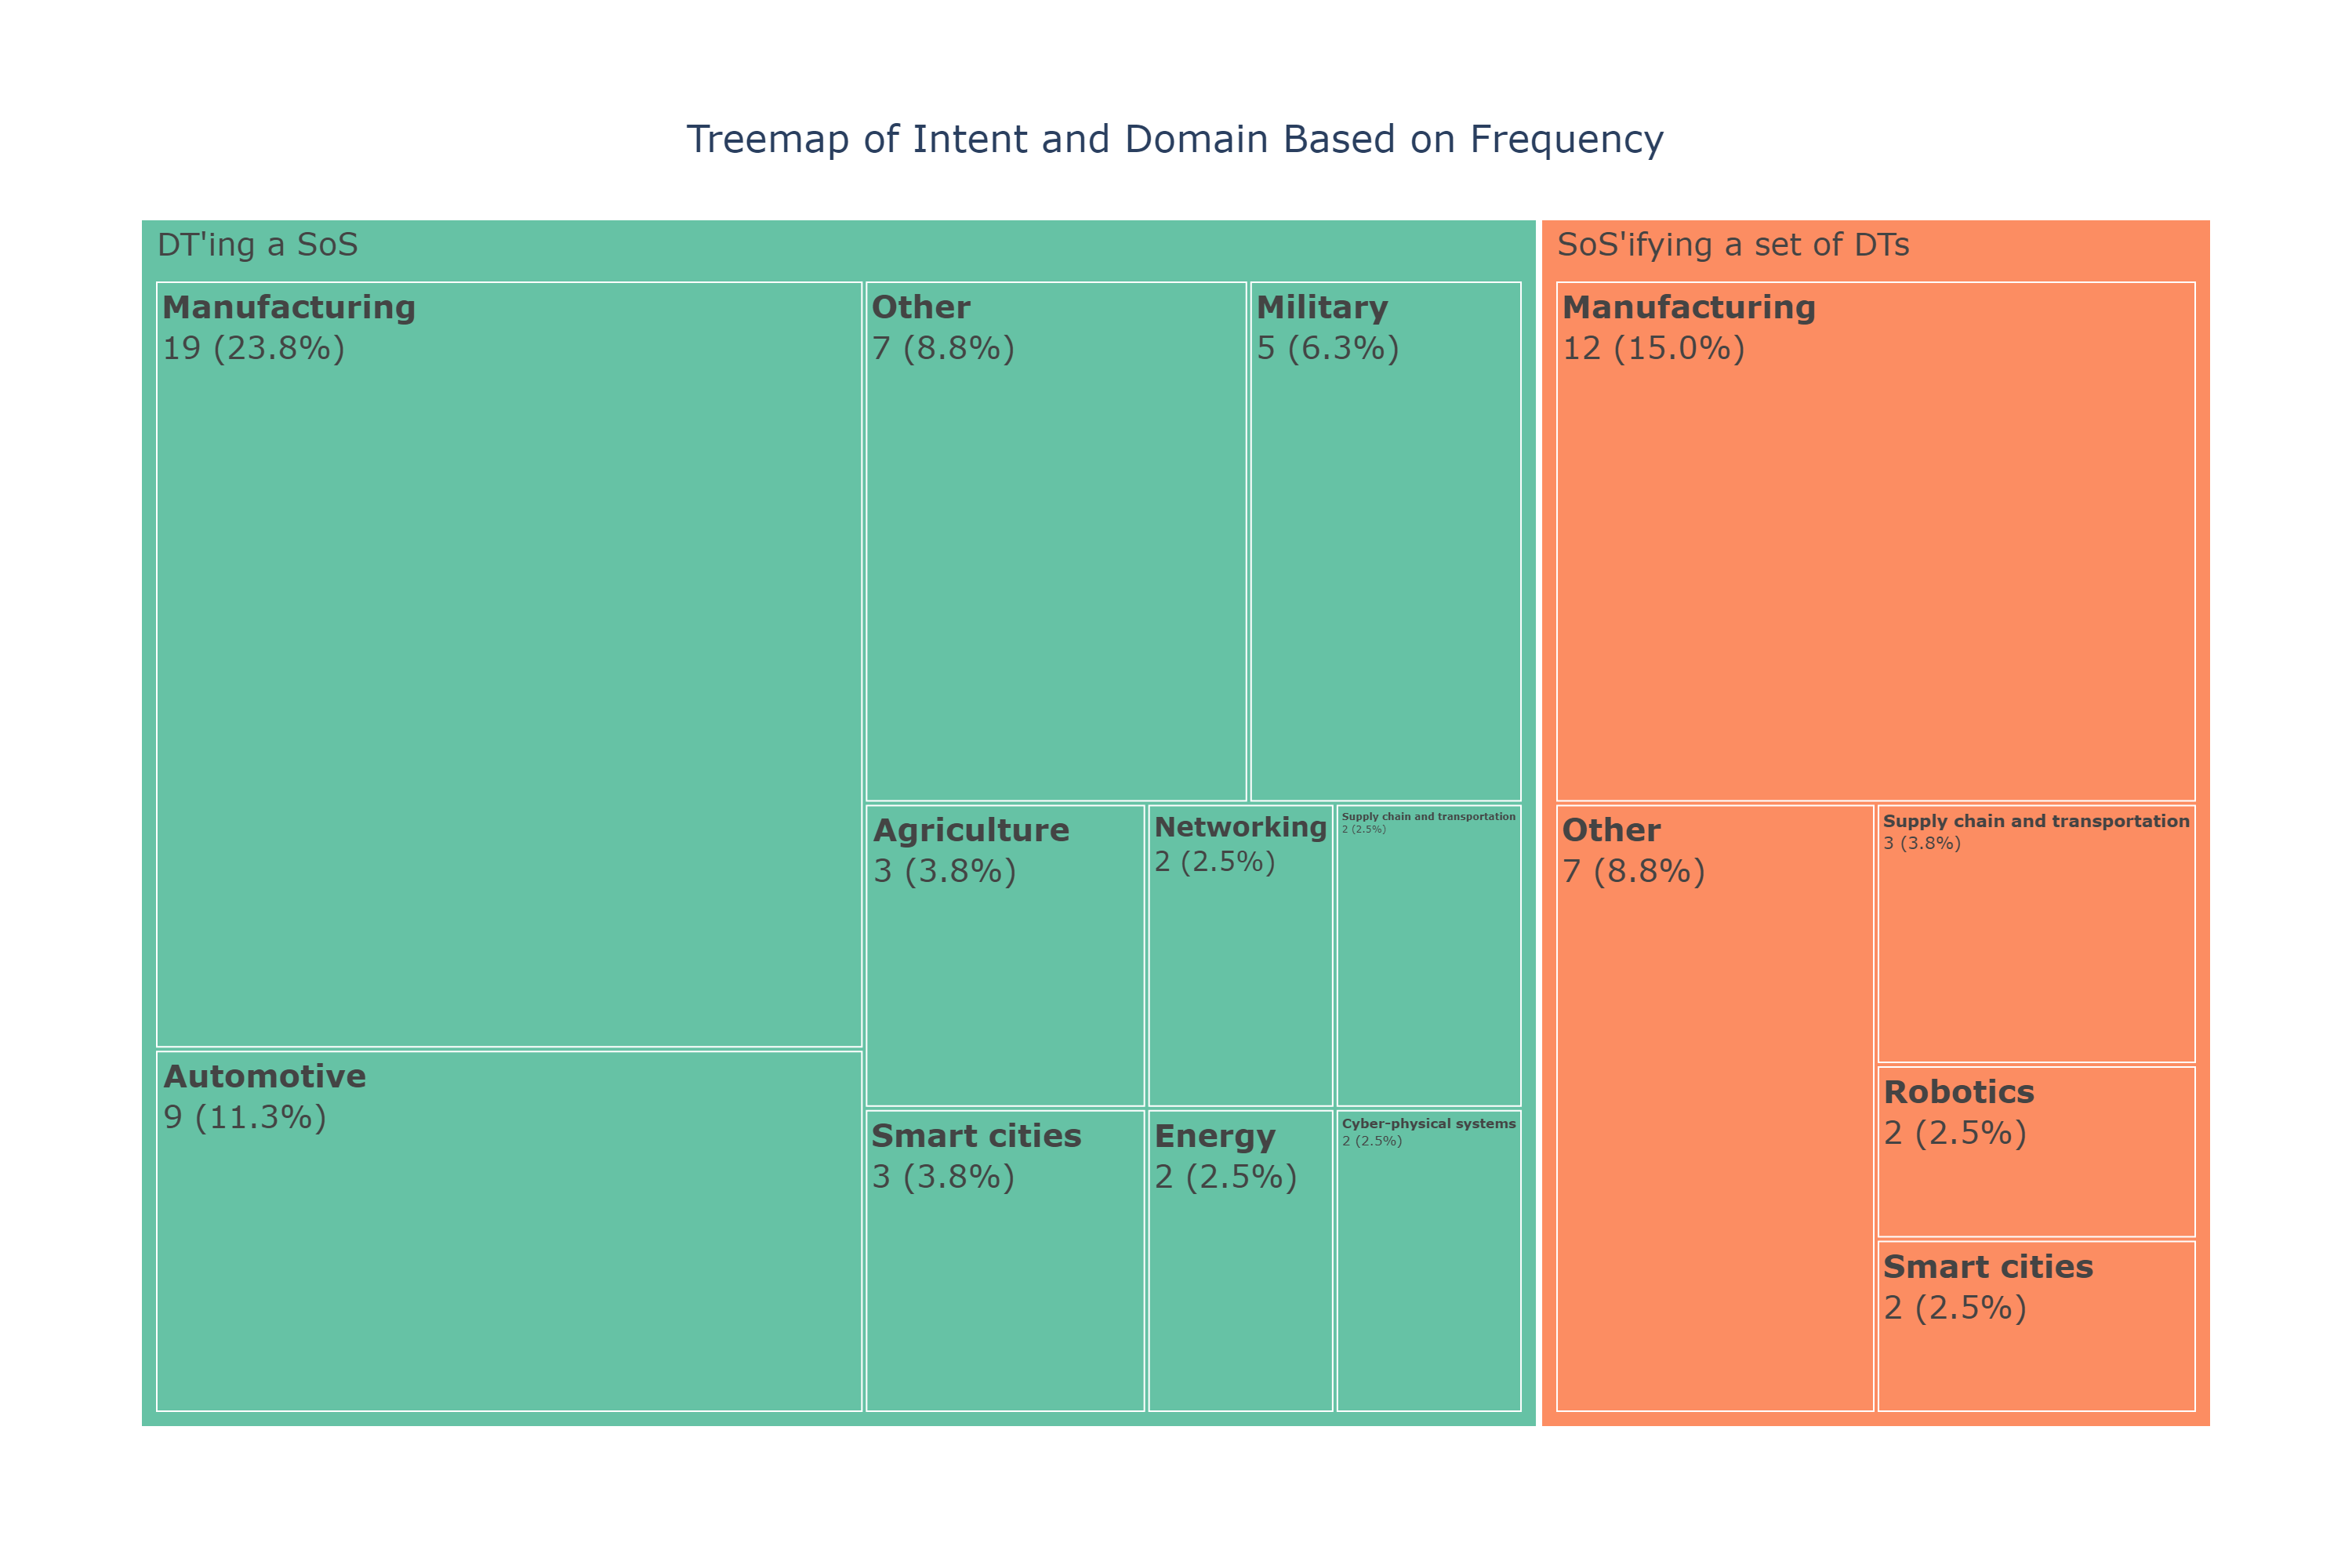 Treemap of Intent and Domain Based on Frequency
DT'ing a SoS
Manufacturing
19 (23.8%)
Other
7 (8.8%)
Military
5 (6.3%)
Automotive
9 (11.3%)
Agriculture
3 (3.8%)
Networking
2 (2.5%)
Supply chain and transportation
2 (2.5%)
Smart cities
3 (3.8%)
Energy
2 (2.5%)
Cyber-physical systems
2 (2.5%)
SoS'ifying a set of DTs
Manufacturing
12 (15.0%)
Other
7 (8.8%)
Supply chain and transportation
3 (3.8%)
Robotics
2 (2.5%)
Smart cities
2 (2.5%)